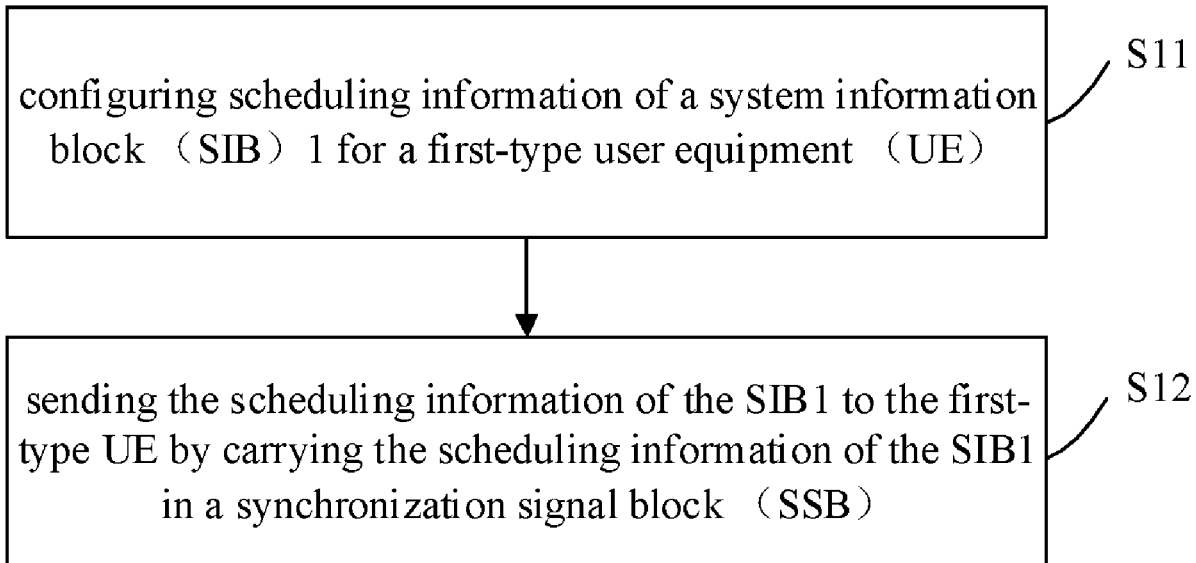 configuring scheduling information of a system information
block （SIB）1 for a first-type user equipment （UE）
S11
sending the scheduling information of the SIB1 to the first-
type UE by carrying the scheduling information of the SIB1
in a synchronization signal block （SSB）
S12